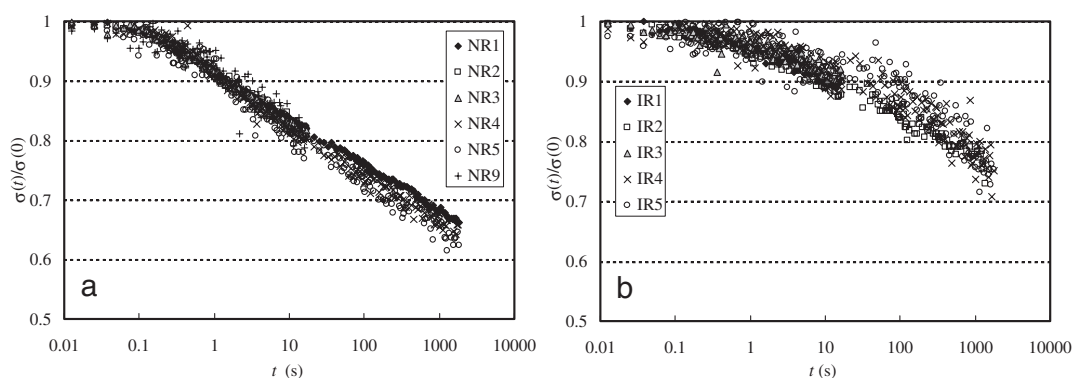 1
0.9
0.8
0.7
0.6
0.5
σ(t)/σ(0)
0.01 0.1 1 10 100 1000 10000
t (s)
NR1
NR2
NR3
NR4
NR5
NR9
a
1
0.9
0.8
0.7
0.6
0.5
σ(t)/σ(0)
0.01 0.1 1 10 100 1000 10000
t (s)
IR1
IR2
IR3
IR4
IR5
b